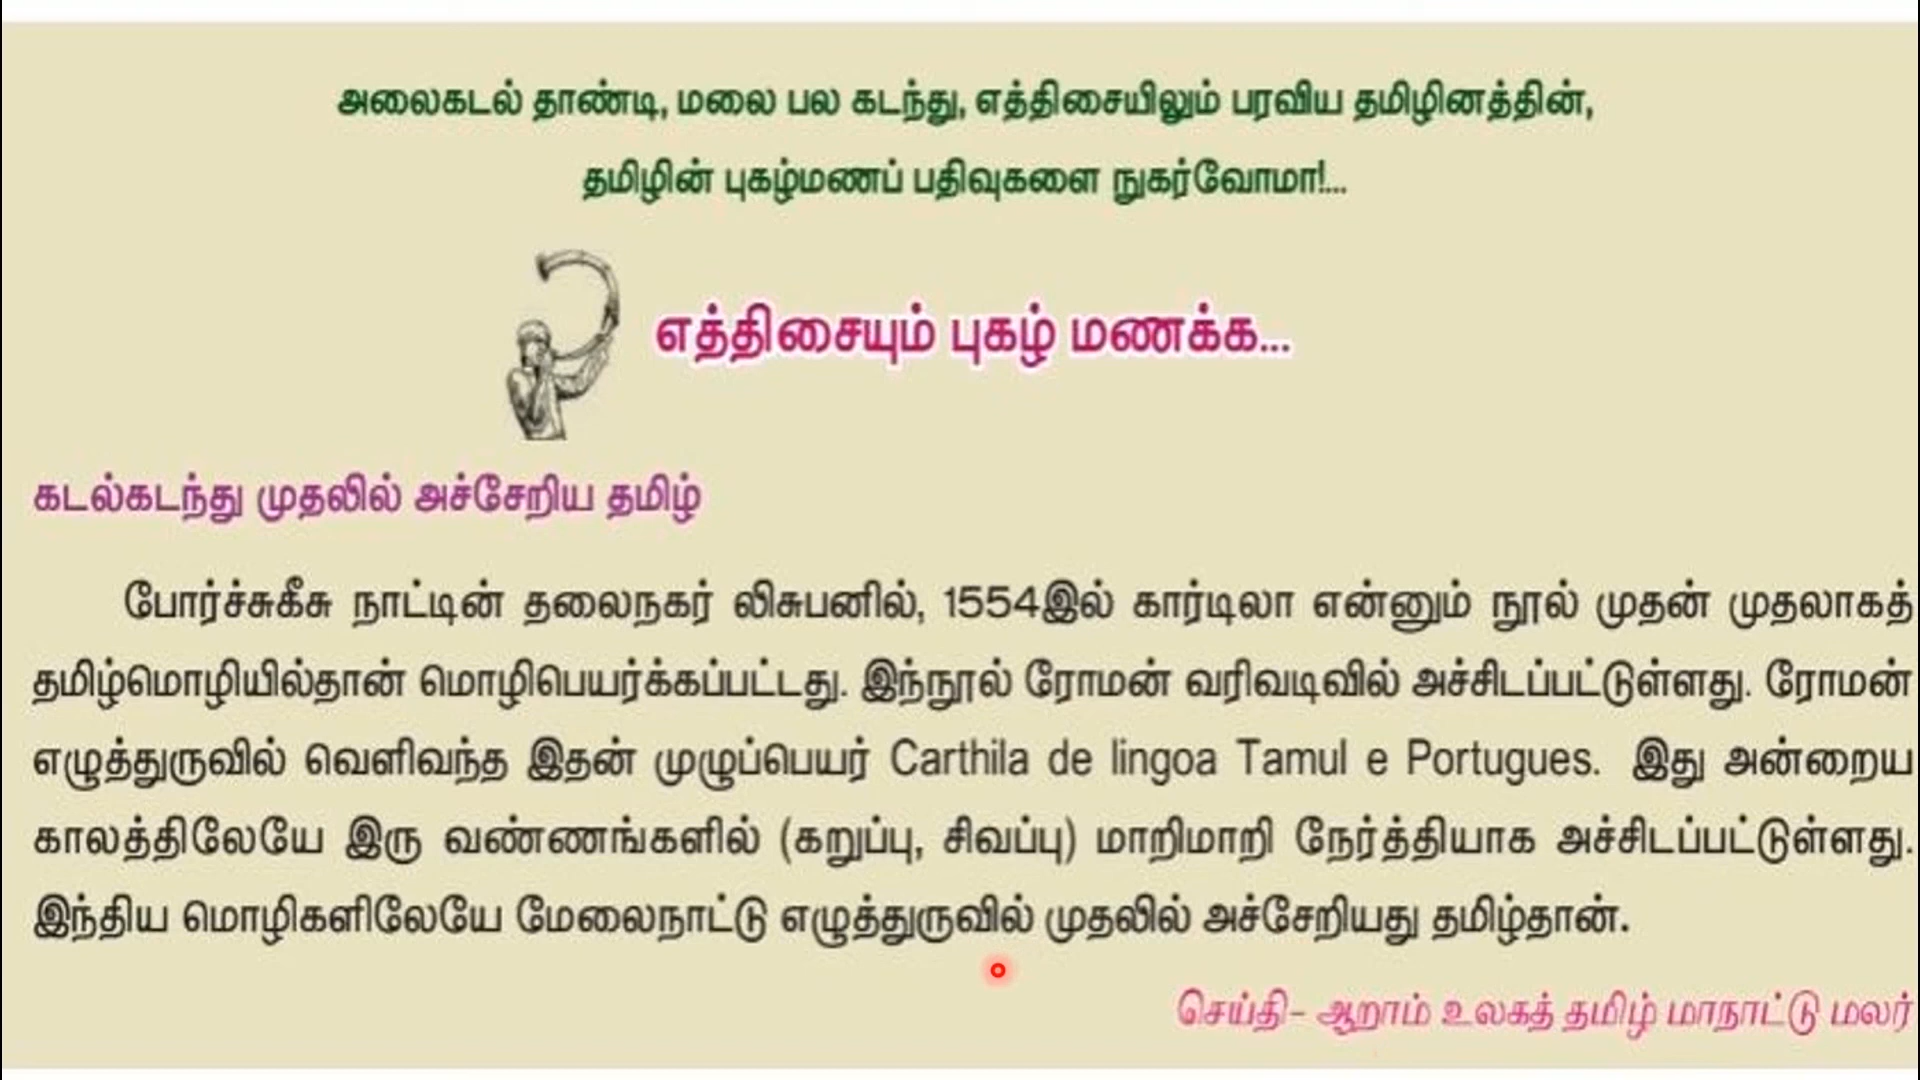 அலைகடல் தாண்டி, மலை பல கடந்து, எத்திசையிலும் பரவிய தமிழினத்தின்,
தமிழின் புகழ்மணப் பதிவுகளை நுகர்வோமா!...
எத்திசையும் புகழ் மணக்க...
கடல்கடந்து முதலில் அச்சேறிய தமிழ்
போர்ச்சுகீசு நாட்டின் தலைநகர் லிசுபனில், 1554இல் கார்டிலா என்னும் நூல் முதன் முதலாகத்
தமிழ்மொழியில்தான் மொழிபெயர்க்கப்பட்டது. இந்நூல் ரோமன் வரிவடிவில் அச்சிடப்பட்டுள்ளது. ரோமன்
எழுத்துருவில் வெளிவந்த இதன் முழுப்பெயர் Carthila de lingoa Tamul e Portugues. இது அன்றைய
காலத்திலேயே இரு வண்ணங்களில் (கறுப்பு, சிவப்பு) மாறிமாறி நேர்த்தியாக அச்சிடப்பட்டுள்ளது.
இந்திய மொழிகளிலேயே மேலைநாட்டு எழுத்துருவில் முதலில் அச்சேறியது தமிழ்தான்.
செய்தி- ஆறாம் உலகத் தமிழ் மாநாட்டு மலர்